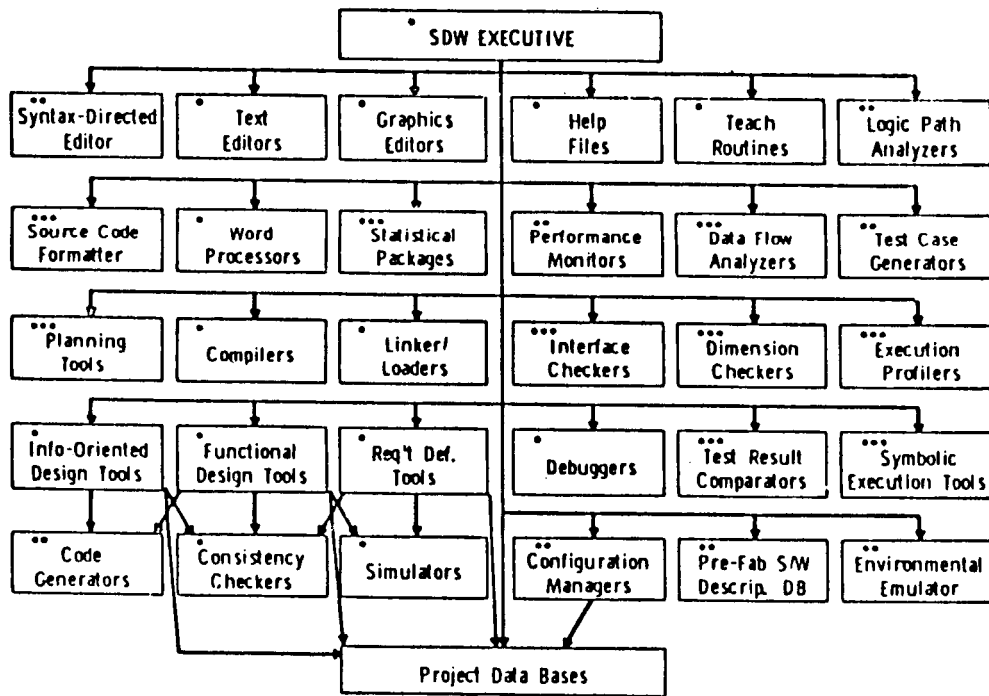 • SDW EXECUTIVE
•• Syntax-Directed
Editor
• Text
Editors
• Graphics
Editors
• Help
Files
• Teach
Routines
•• Logic Path
Analyzers
••• Source Code
Formatter
• Word
Processors
••• Statistical
Packages
•• Performance
Monitors
••• Data Flow
Analyzers
•• Test Case
Generators
••• Planning
Tools
• Compilers
• Linker/
Loaders
••• Interface
Checkers
••• Dimension
Checkers
••• Execution
Profilers
• Info-Oriented
Design Tools
• Functional
Design Tools
• Req't Def.
Tools
• Debuggers
••• Test Result
Comparators
••• Symbolic
Execution Tools
•• Code
Generators
• Consistency
Checkers
• Simulators
•• Configuration
Managers
•• Pre-Fab S/W
Descrip. DB
•• Environmental
Emulator
Project Data Bases